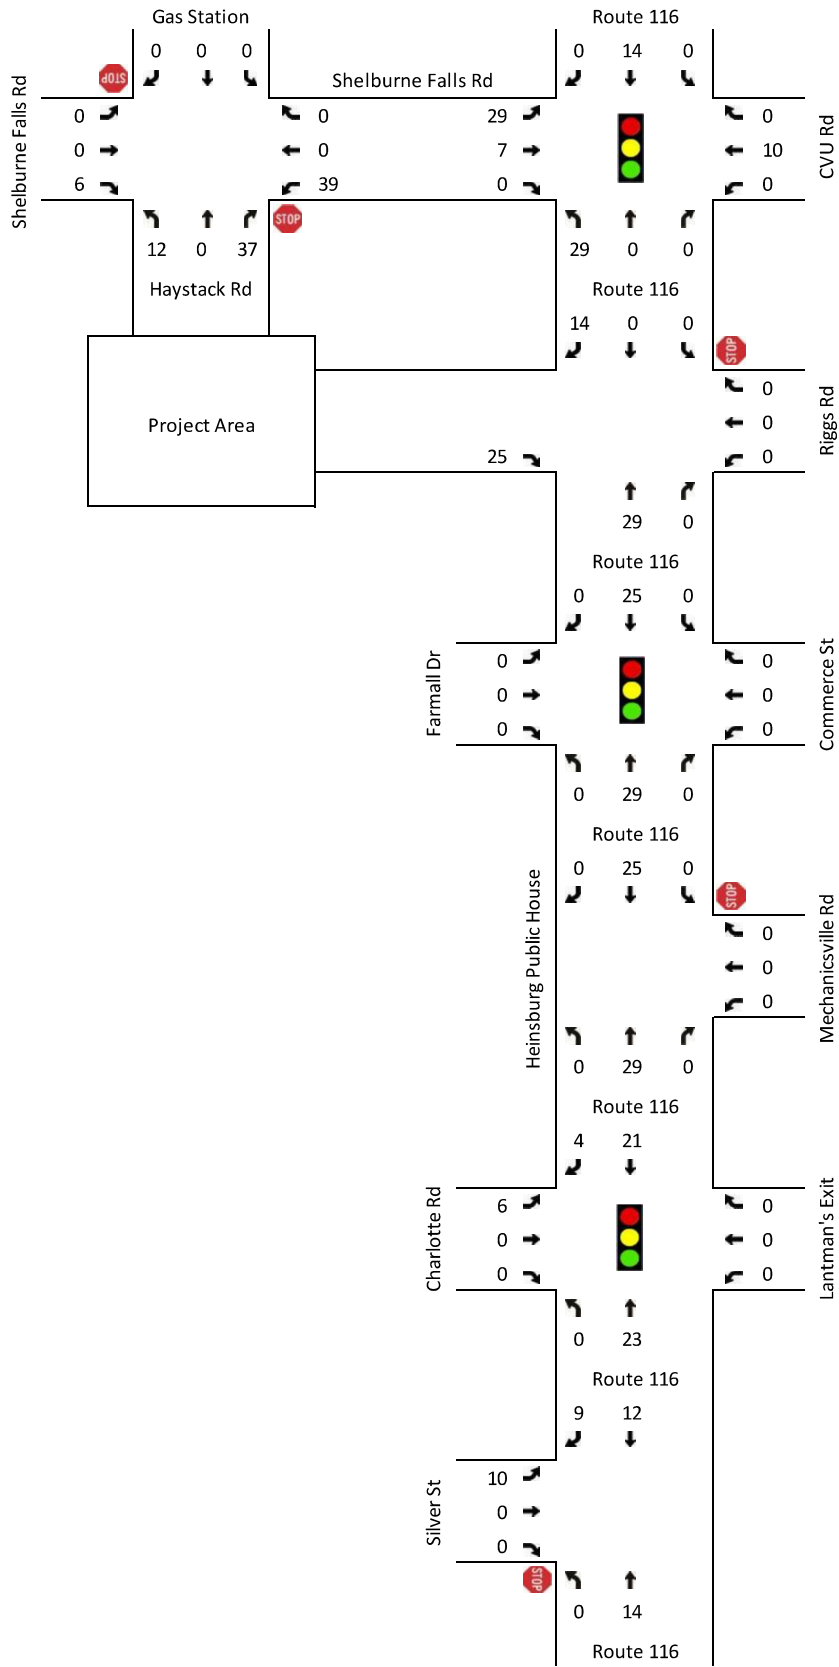 Gas Station
Route 116
0 0 0
0 14 0
STOP
Shelburne Falls Rd
Shelburne Falls Rd
CVU Rd
0
0
29
0
0
0
7
10
6
39
0
0
STOP
12 0 37
29 0 0
Haystack Rd
Route 116
14 0 0
STOP
Project Area
Riggs Rd
0
0
25
0
29 0
Route 116
0 25 0
Farmall Dr
Commerce St
0
0
0
0
0
0
0 29 0
Route 116
0 25 0
STOP
Heinsburg Public House
Mechanicsville Rd
0
0
0
0 29 0
Route 116
4 21
Charlotte Rd
Lantman's Exit
6
0
0
0
0
0
0 23
Route 116
9 12
Silver St
10
0
0
STOP
0 14
Route 116